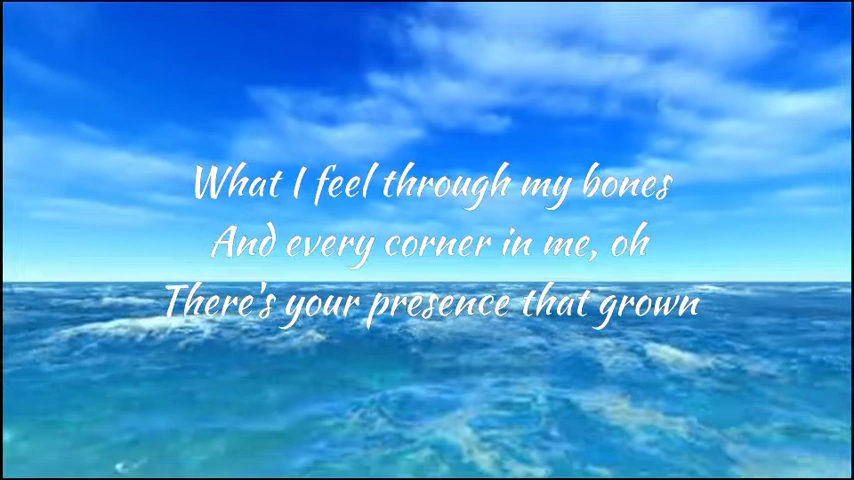 What I feel through my bones
And every corner in me, oh
There's your presence that grown